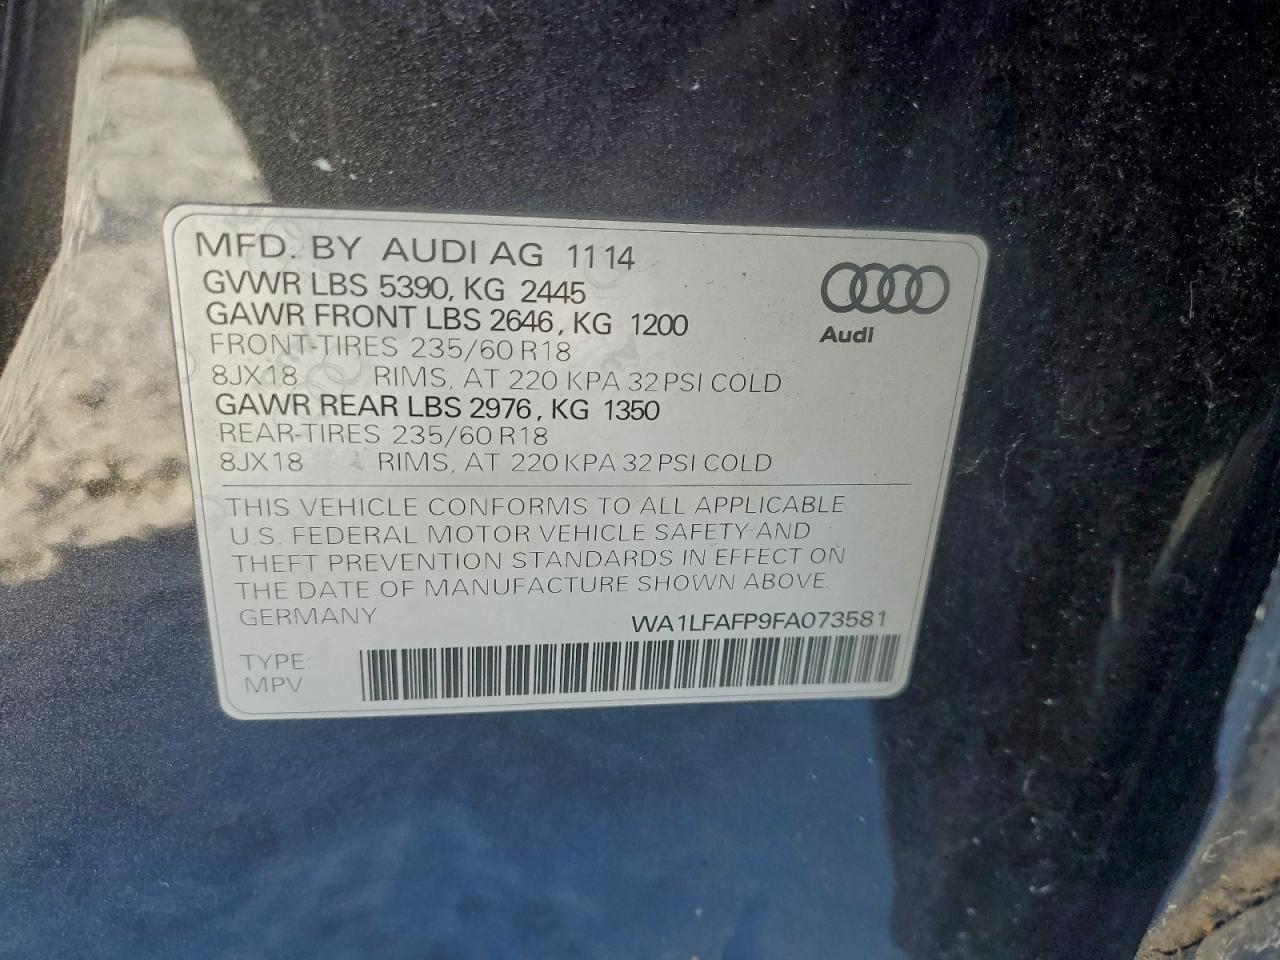 MFD. BY AUDI AG 11 14
GVWR LBS 5390, KG 2445
GAWR FRONT LBS 2646, KG 1200
FRONT-TIRES 235/60 R18
8JX18 RIMS, AT 220 KPA 32 PSI COLD
GAWR REAR LBS 2976, KG 1350
REAR-TIRES 235/60 R18
8JX18 RIMS, AT 220 KPA 32 PSI COLD
Audi
THIS VEHICLE CONFORMS TO ALL APPLICABLE
U.S. FEDERAL MOTOR VEHICLE SAFETY AND
THEFT PREVENTION STANDARDS IN EFFECT ON
THE DATE OF MANUFACTURE SHOWN ABOVE.
GERMANY
WA1LFAFP9FA073581
TYPE:
MPV